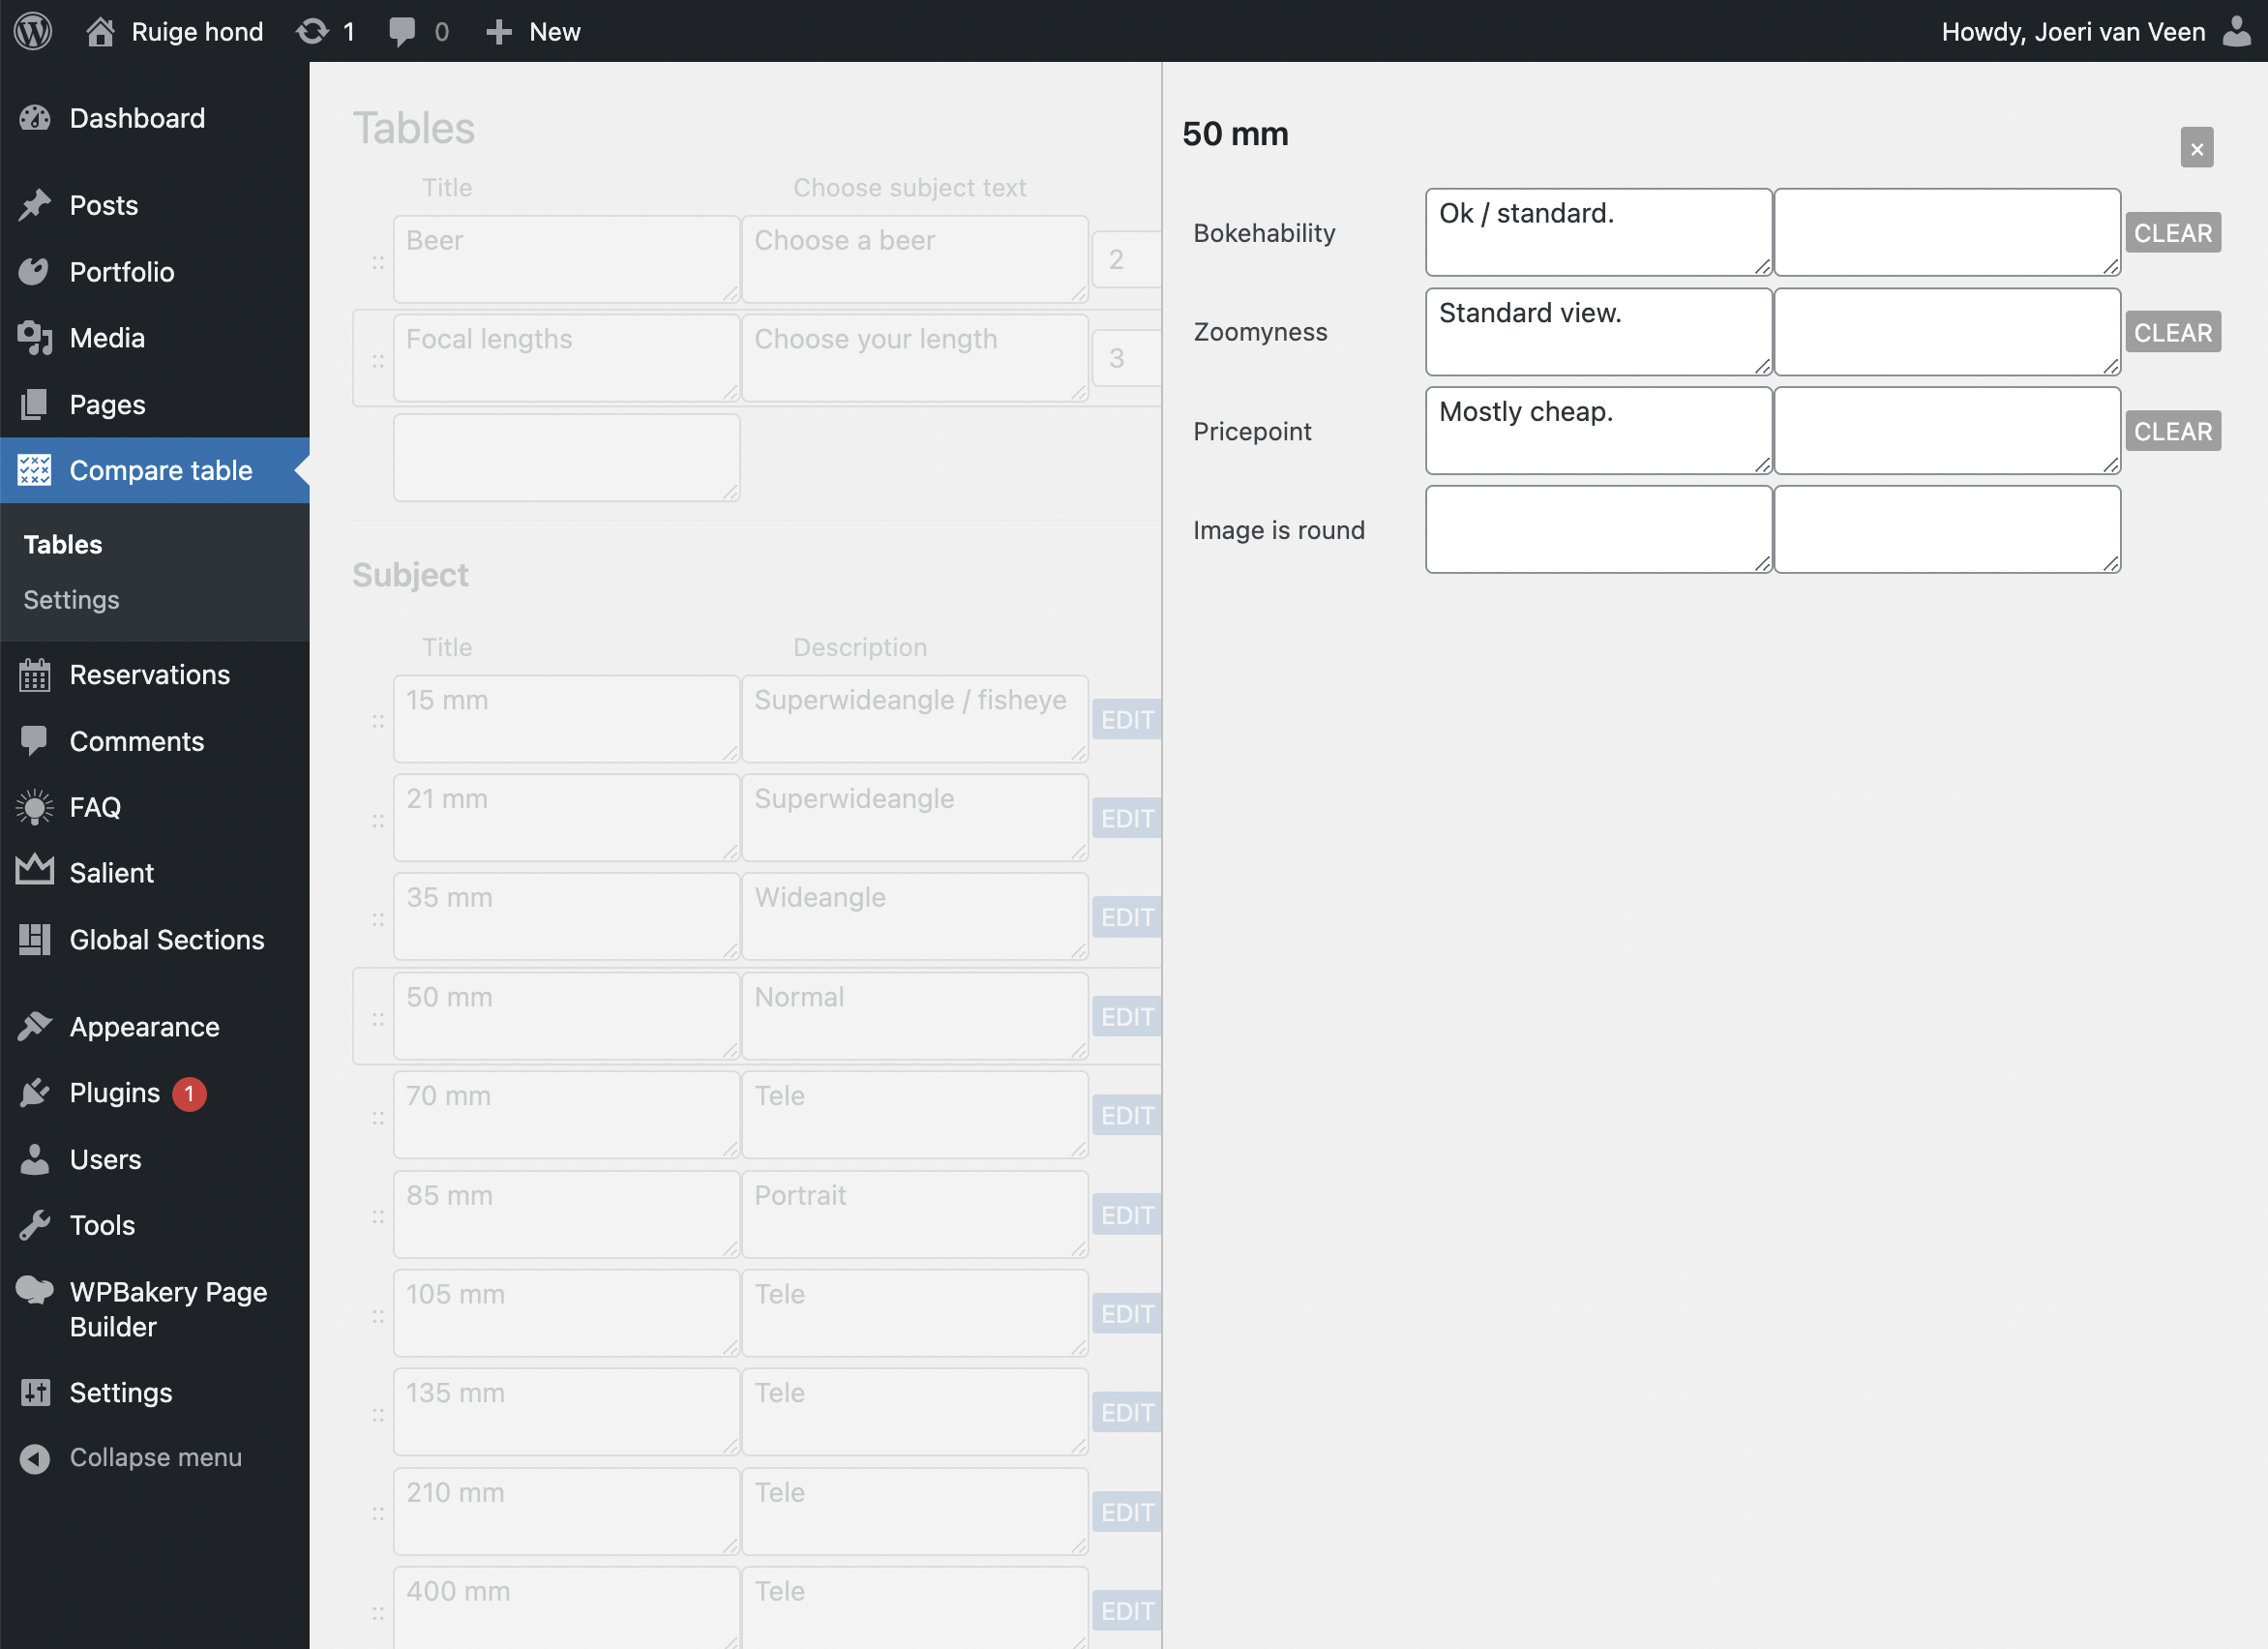 Ruige hond
1
0
New
Howdy, Joeri van Veen
Dashboard
Posts
Portfolio
Media
Pages
Compare table
Tables
Settings
Reservations
Comments
FAQ
Salient
Global Sections
Appearance
Plugins 1
Users
Tools
WPBakery Page
Builder
Settings
Collapse menu
Tables
Title Choose subject text
Beer Choose a beer 2
Focal lengths Choose your length 3
Subject
Title Description
15 mm Superwideangle / fisheye EDIT
21 mm Superwideangle EDIT
35 mm Wideangle EDIT
50 mm Normal EDIT
70 mm Tele EDIT
85 mm Portrait EDIT
105 mm Tele EDIT
135 mm Tele EDIT
210 mm Tele EDIT
400 mm Tele EDIT
50 mm
×
Bokehability Ok / standard. CLEAR
Zoomyness Standard view. CLEAR
Pricepoint Mostly cheap. CLEAR
Image is round